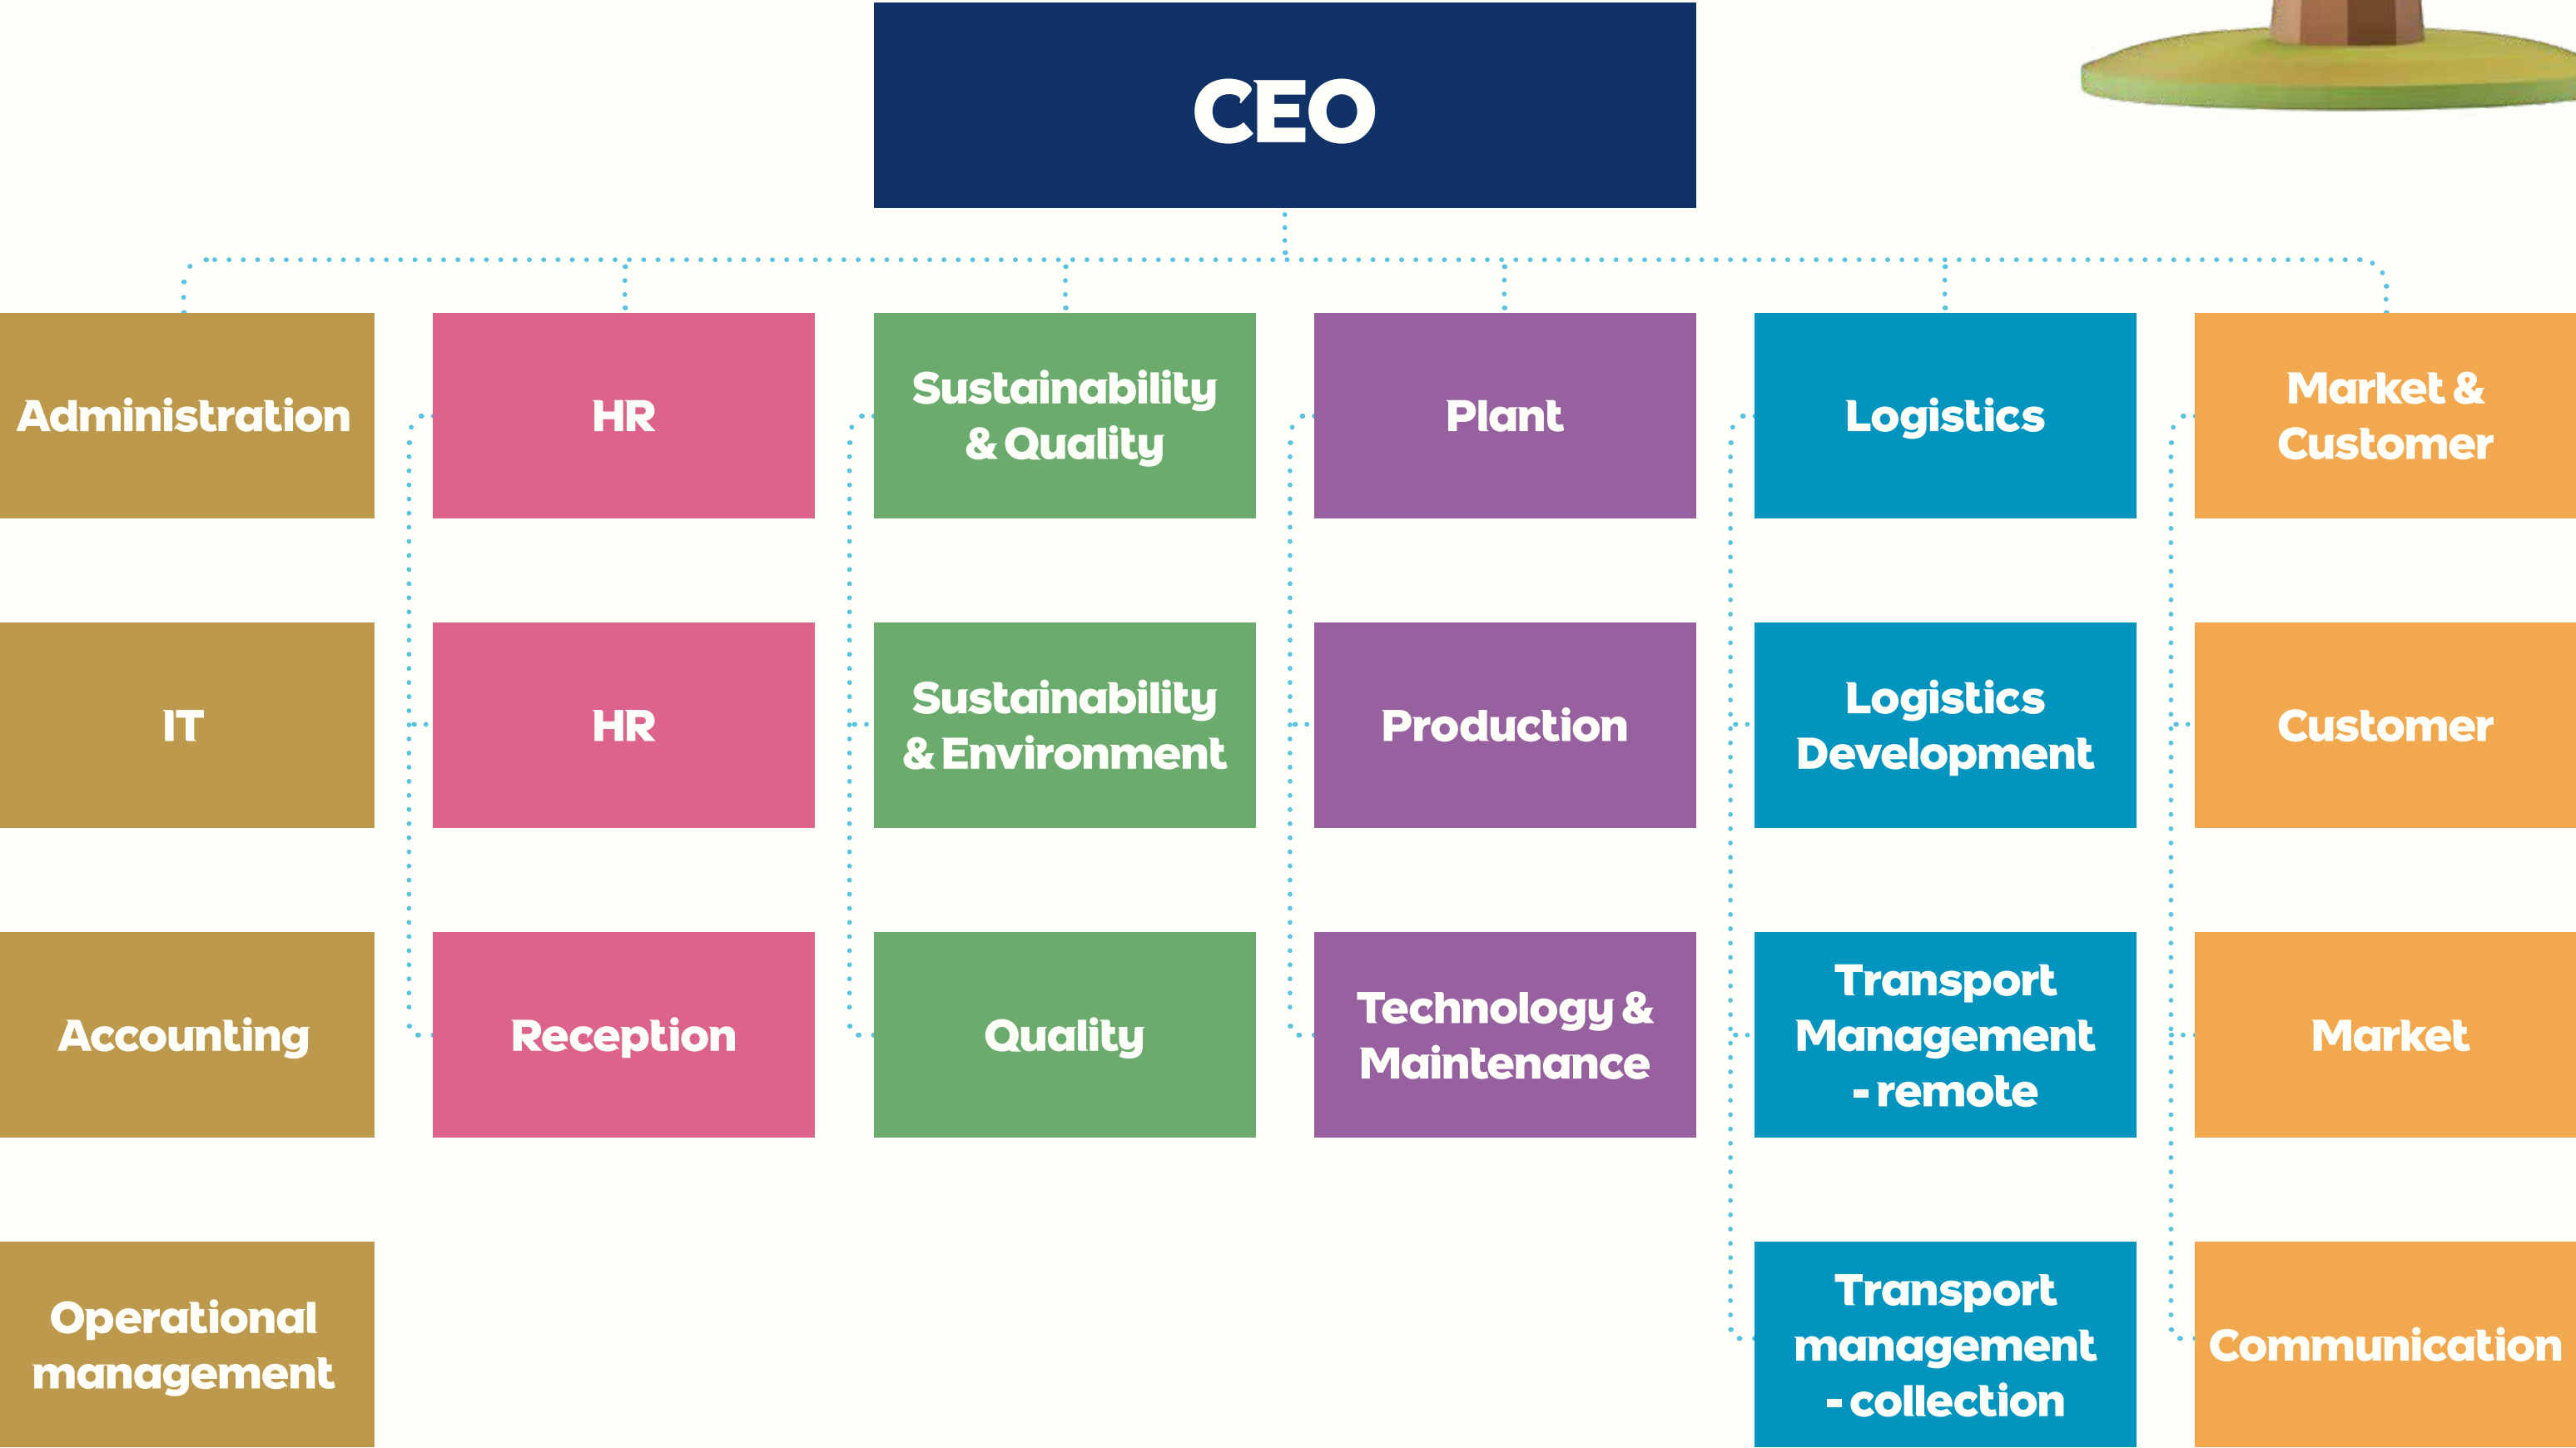 CEO
Administration
HR
Sustainability
& Quality
Plant
Logistics
Market &
Customer
IT
HR
Sustainability
& Environment
Production
Logistics
Development
Customer
Accounting
Reception
Quality
Technology &
Maintenance
Transport
Management
- remote
Market
Operational
management
Transport
management
- collection
Communication